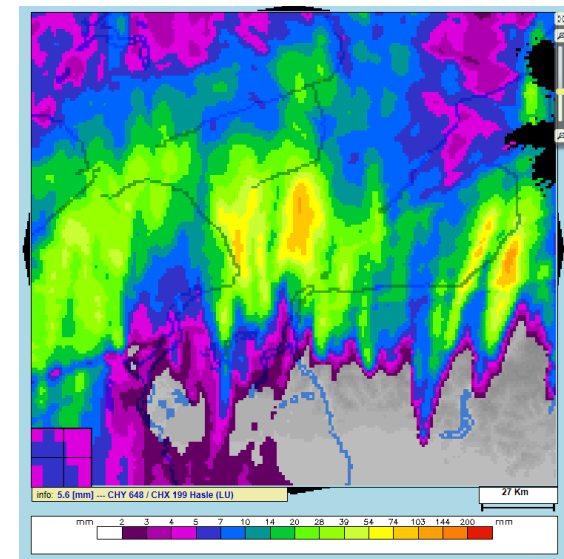 info: 5.6 [mm] --- CHY 648 / CHX 199 Hasle (LU)
27 Km
mm 2 3 4 5 7 10 14 20 28 39 54 74 103 144 200 mm